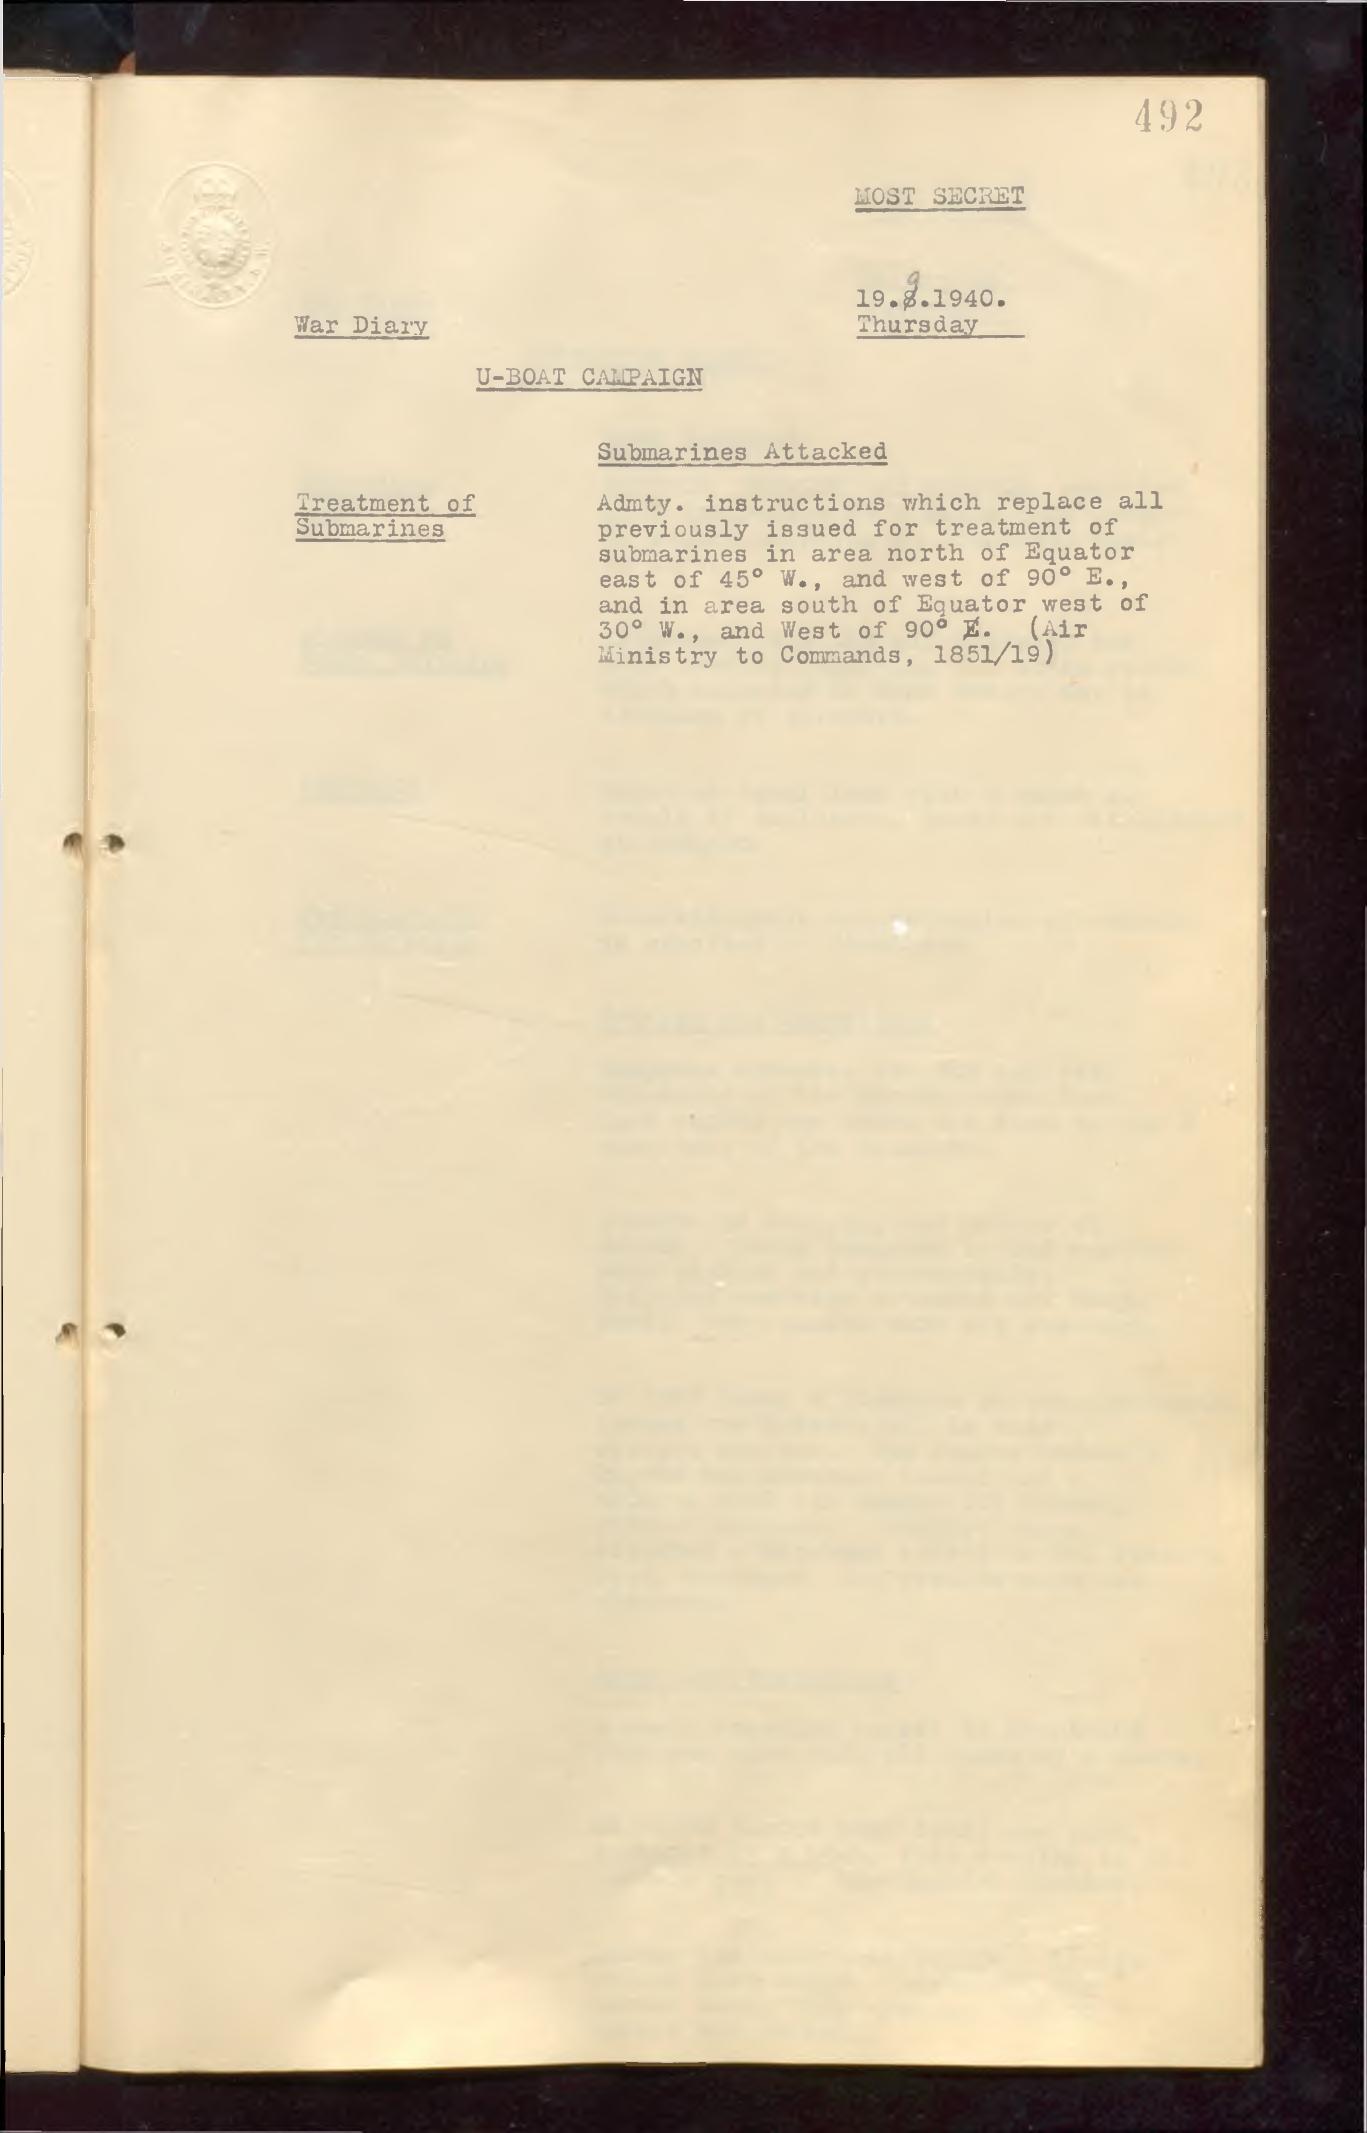 492
MOST SECRET
19.9.1940.
Thursday
War Diary
U-BOAT CAMPAIGN
Submarines Attacked
Treatment of
Submarines
Admty. instructions which replace all
previously issued for treatment of
submarines in area north of Equator
east of 45° W., and west of 90° E.,
and in area south of Equator west of
30° W., and West of 90° E. (Air
Ministry to Commands, 1851/19)